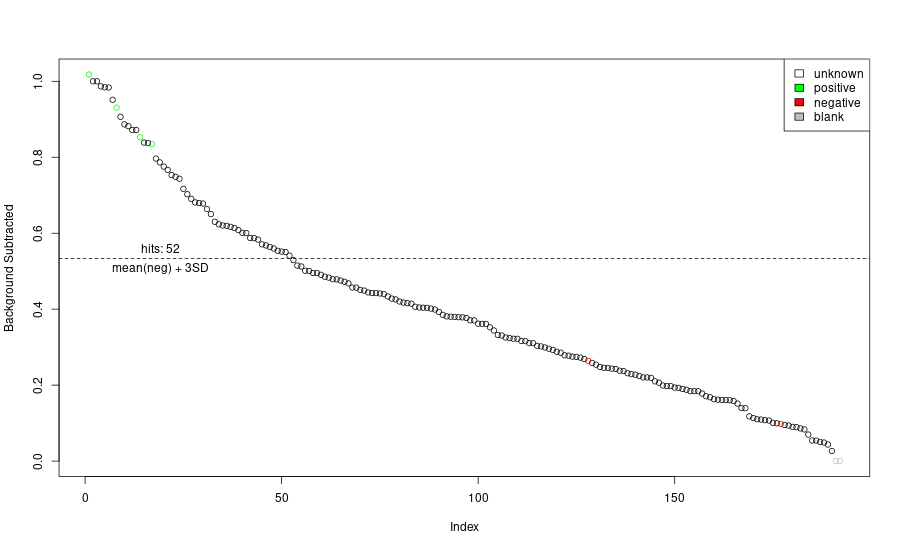 unknown
positive
negative
blank
1.0
0.8
0.6
0.4
0.2
0.0
Background Subtracted
hits: 52
mean(neg) + 3SD
0
50
100
150
Index